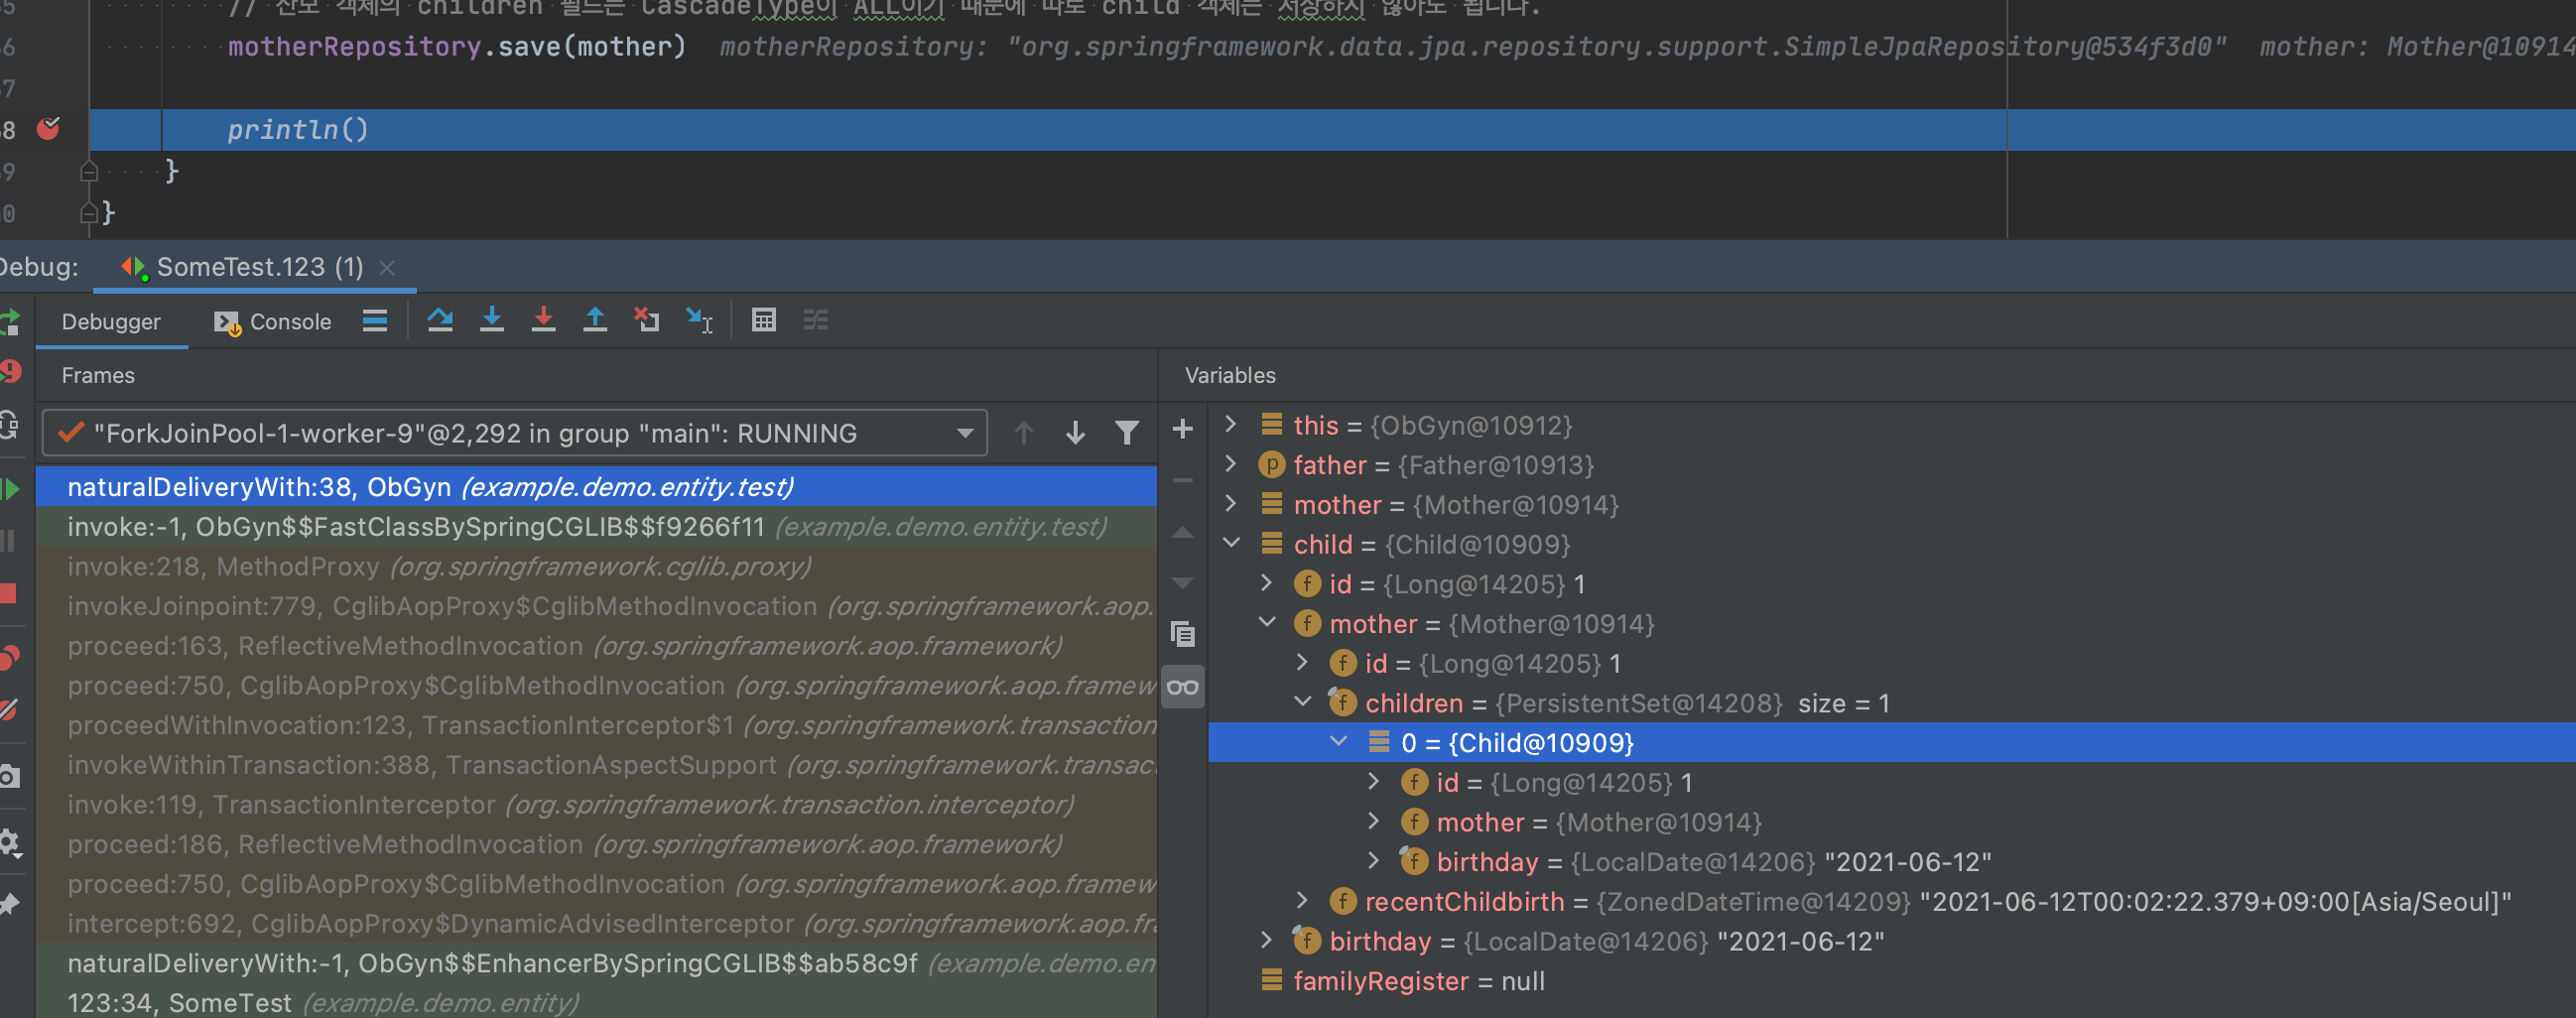 // 산모 객체의 children 필드는 CascadeType이 ALL이기 때문에 따로 child 객체는 저장하지 않아도 됩니다.
motherRepository.save(mother) motherRepository: "org.springframework.data.jpa.repository.support.SimpleJpaRepository@534f3d0" mother: Mother@10914
println()
}
}
Debug: SomeTest.123 (1)
Debugger Console
Frames
"ForkJoinPool-1-worker-9"@2,292 in group "main": RUNNING
naturalDeliveryWith:38, ObGyn (example.demo.entity.test)
invoke:-1, ObGyn$$FastClassBySpringCGLIB$$f9266f11 (example.demo.entity.test)
invoke:218, MethodProxy (org.springframework.cglib.proxy)
invokeJoinpoint:779, CglibAopProxy$CglibMethodInvocation (org.springframework.aop.
proceed:163, ReflectiveMethodInvocation (org.springframework.aop.framework)
proceed:750, CglibAopProxy$CglibMethodInvocation (org.springframework.aop.framew
proceedWithInvocation:123, TransactionInterceptor$1 (org.springframework.transaction
invokeWithinTransaction:388, TransactionAspectSupport (org.springframework.transac
invoke:119, TransactionInterceptor (org.springframework.transaction.interceptor)
proceed:186, ReflectiveMethodInvocation (org.springframework.aop.framework)
proceed:750, CglibAopProxy$CglibMethodInvocation (org.springframework.aop.framew
intercept:692, CglibAopProxy$DynamicAdvisedInterceptor (org.springframework.aop.fr
naturalDeliveryWith:-1, ObGyn$$EnhancerBySpringCGLIB$$ab58c9f (example.demo.en
123:34, SomeTest (example.demo.entity)
Variables
this = {ObGyn@10912}
father = {Father@10913}
mother = {Mother@10914}
child = {Child@10909}
id = {Long@14205} 1
mother = {Mother@10914}
id = {Long@14205} 1
children = {PersistentSet@14208} size = 1
0 = {Child@10909}
id = {Long@14205} 1
mother = {Mother@10914}
birthday = {LocalDate@14206} "2021-06-12"
recentChildbirth = {ZonedDateTime@14209} "2021-06-12T00:02:22.379+09:00[Asia/Seoul]"
birthday = {LocalDate@14206} "2021-06-12"
familyRegister = null